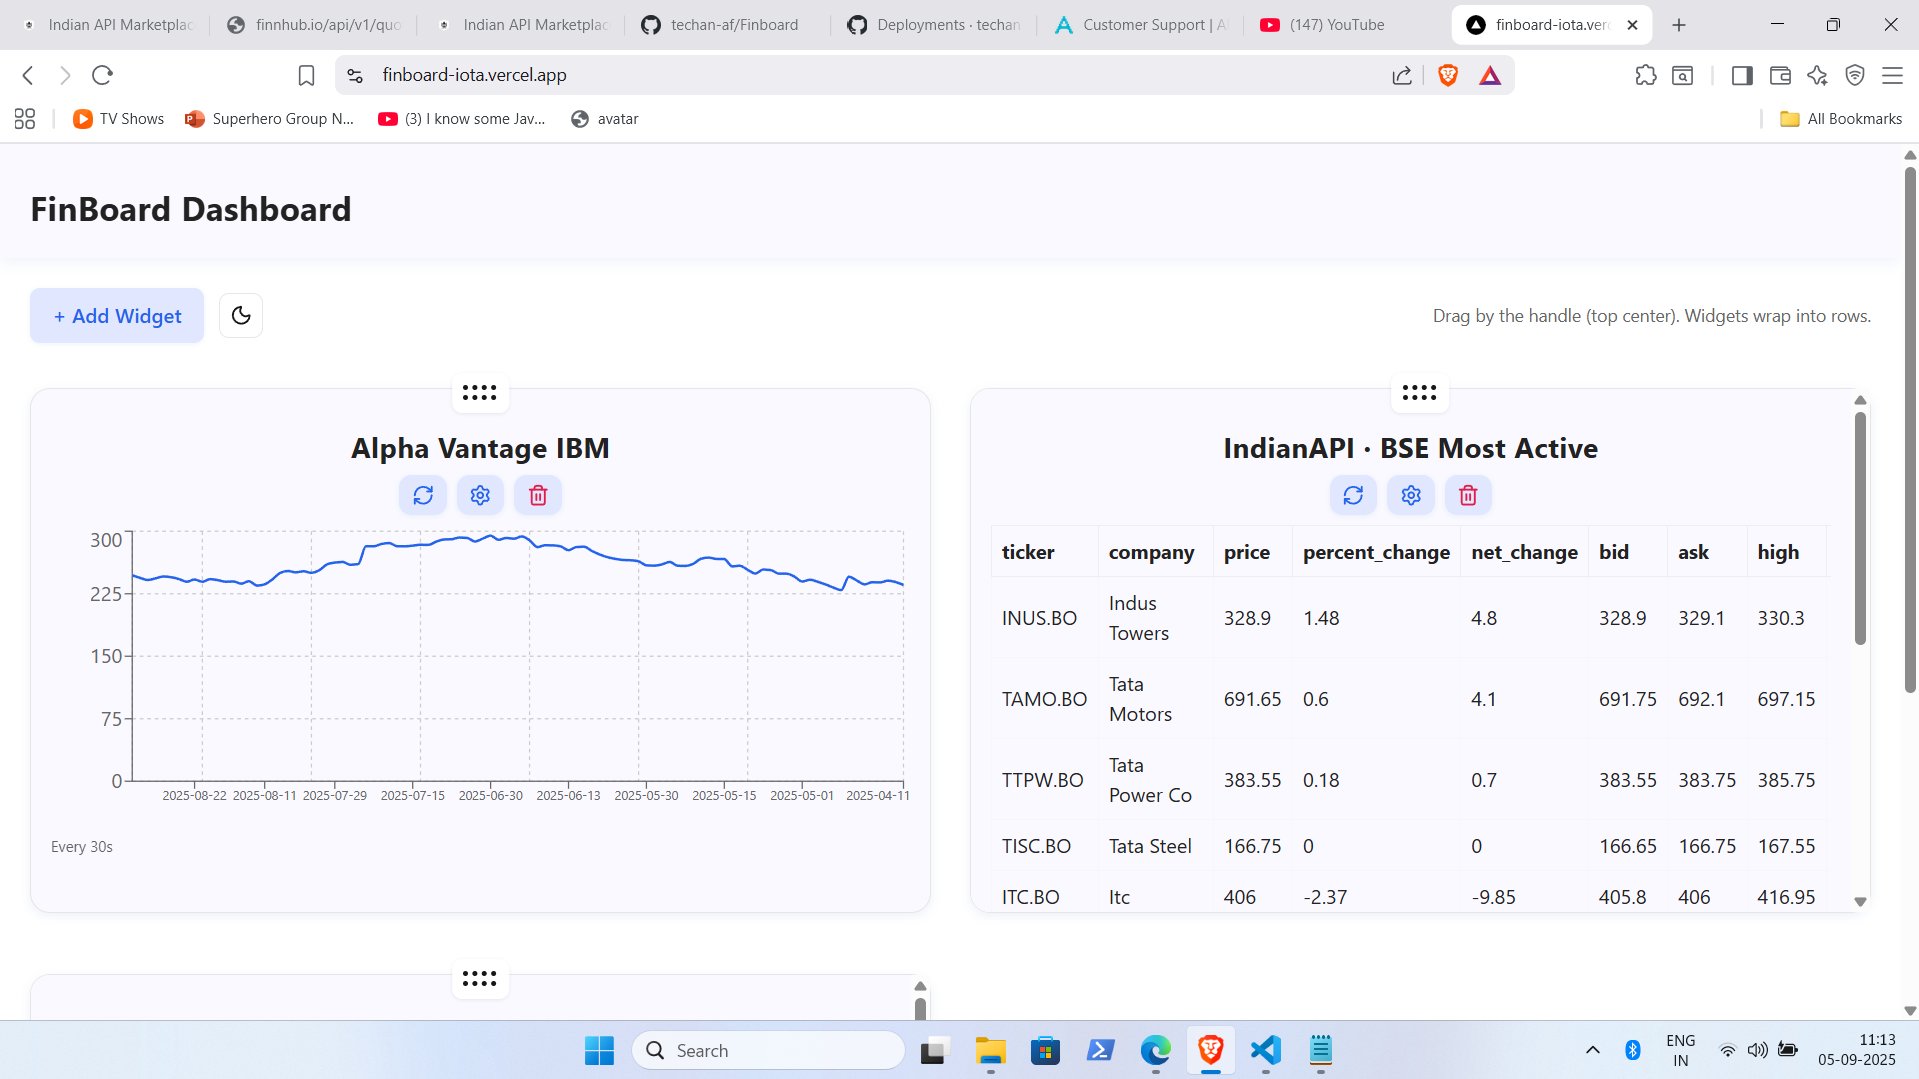 Indian API Marketplac
finnhub.io/api/v1/quo
Indian API Marketplac
techan-af/Finboard
Deployments · techan
Customer Support | A
(147) YouTube
finboard-iota.verc
finboard-iota.vercel.app
TV Shows
Superhero Group N...
(3) I know some Jav...
avatar
All Bookmarks
FinBoard Dashboard
+ Add Widget
Drag by the handle (top center). Widgets wrap into rows.
Alpha Vantage IBM
300
225
150
75
0
2025-08-22 2025-08-11 2025-07-29 2025-07-15 2025-06-30 2025-06-13 2025-05-30 2025-05-15 2025-05-01 2025-04-11
Every 30s
IndianAPI · BSE Most Active
ticker company price percent_change net_change bid ask high
INUS.BO Indus Towers 328.9 1.48 4.8 328.9 329.1 330.3
TAMO.BO Tata Motors 691.65 0.6 4.1 691.75 692.1 697.15
TTPW.BO Tata Power Co 383.55 0.18 0.7 383.55 383.75 385.75
TISC.BO Tata Steel 166.75 0 0 166.65 166.75 167.55
ITC.BO Itc 406 -2.37 -9.85 405.8 406 416.95
Search
ENG
IN
11:13
05-09-2025